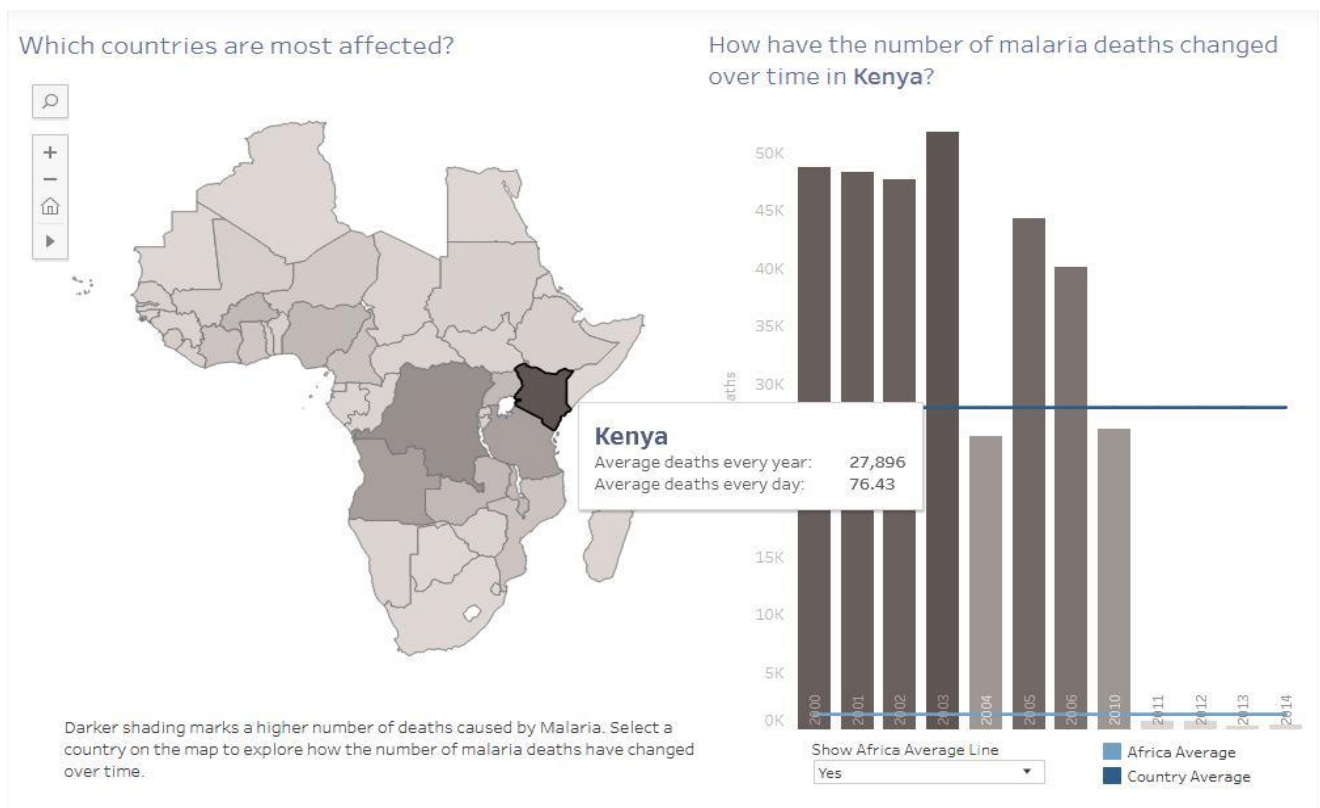 Which countries are most affected?
How have the number of malaria deaths changed
over time in Kenya?
50K
45K
40K
35K
30K
15K
10K
5K
0K
Kenya
Average deaths every year: 27,896
Average deaths every day: 76.43
2000
2001
2002
2003
2004
2005
2006
2010
2011
2012
2013
2014
Darker shading marks a higher number of deaths caused by Malaria. Select a
country on the map to explore how the number of malaria deaths have changed
over time.
Show Africa Average Line
Yes
Africa Average
Country Average